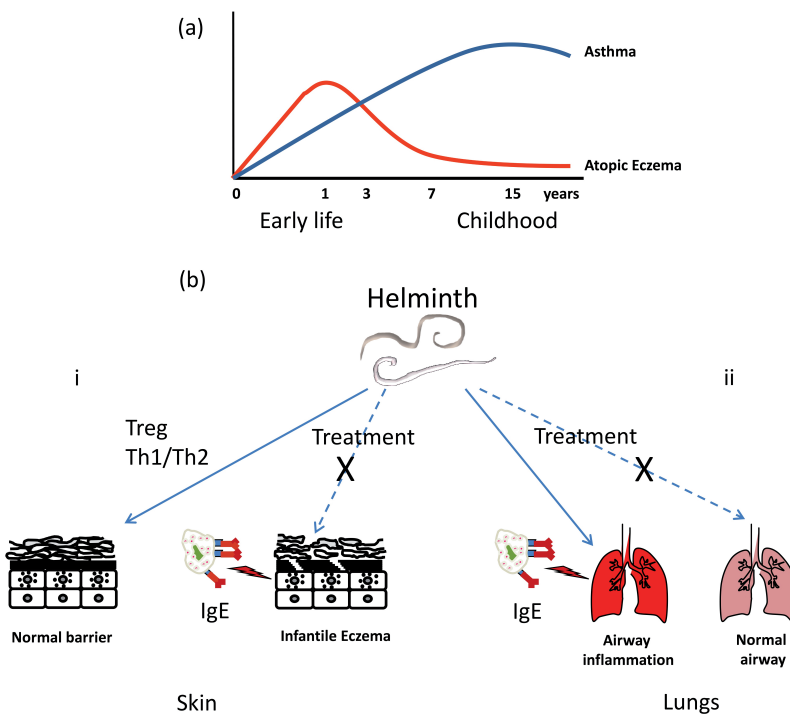 (a)
Asthma
Atopic Eczema
0 1 3 7 15 years
Early life Childhood
(b)
Helminth
i ii
Treg
Th1/Th2
Treatment
X
Treatment
X
IgE
IgE
Normal barrier
Infantile Eczema
Airway
inflammation
Normal
airway
Skin
Lungs